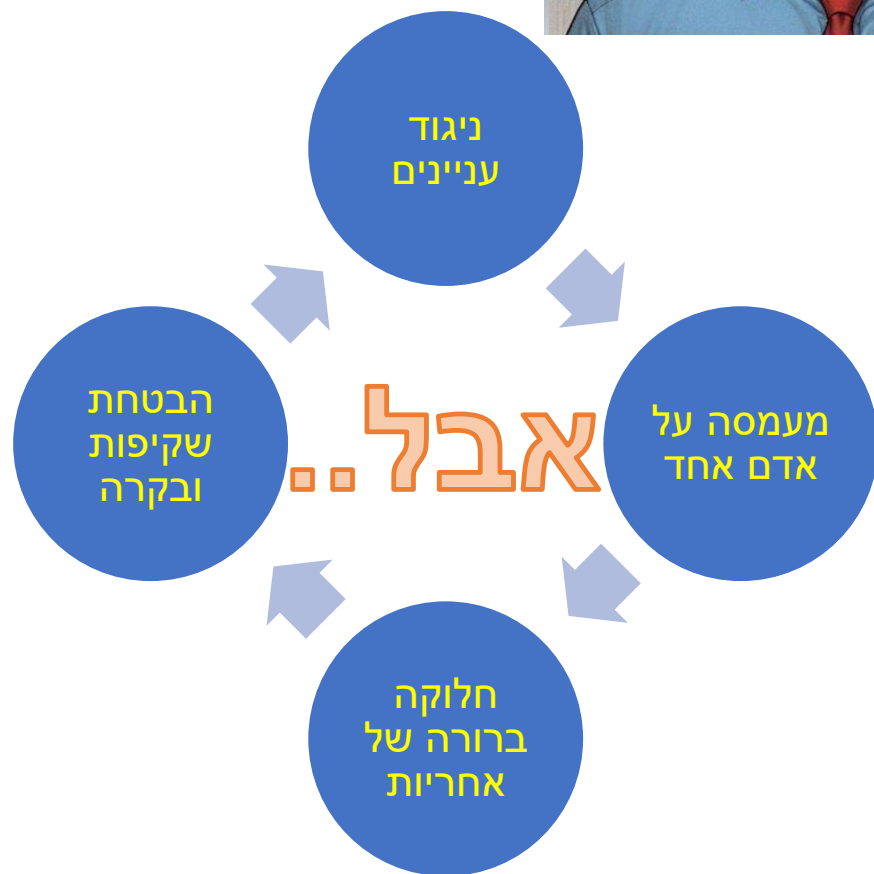 ניגוד
עניינים
מעמסה על
אדם אחד
חלוקה
ברורה של
אחריות
הבטחת
שקיפות
ובקרה
אבל..